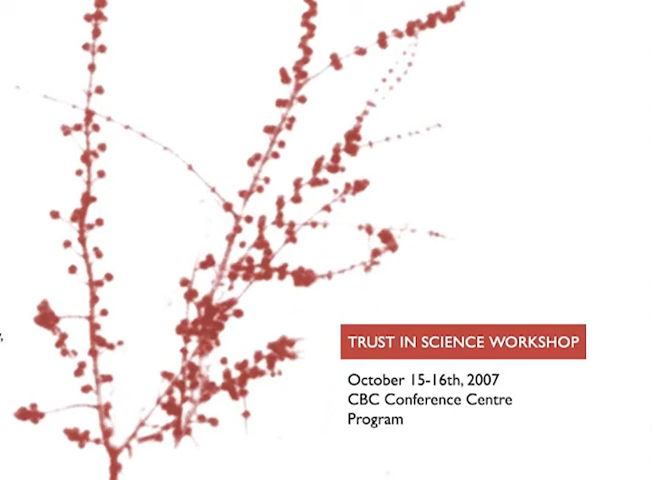 TRUST IN SCIENCE WORKSHOP
October 15-16th, 2007
CBC Conference Centre
Program